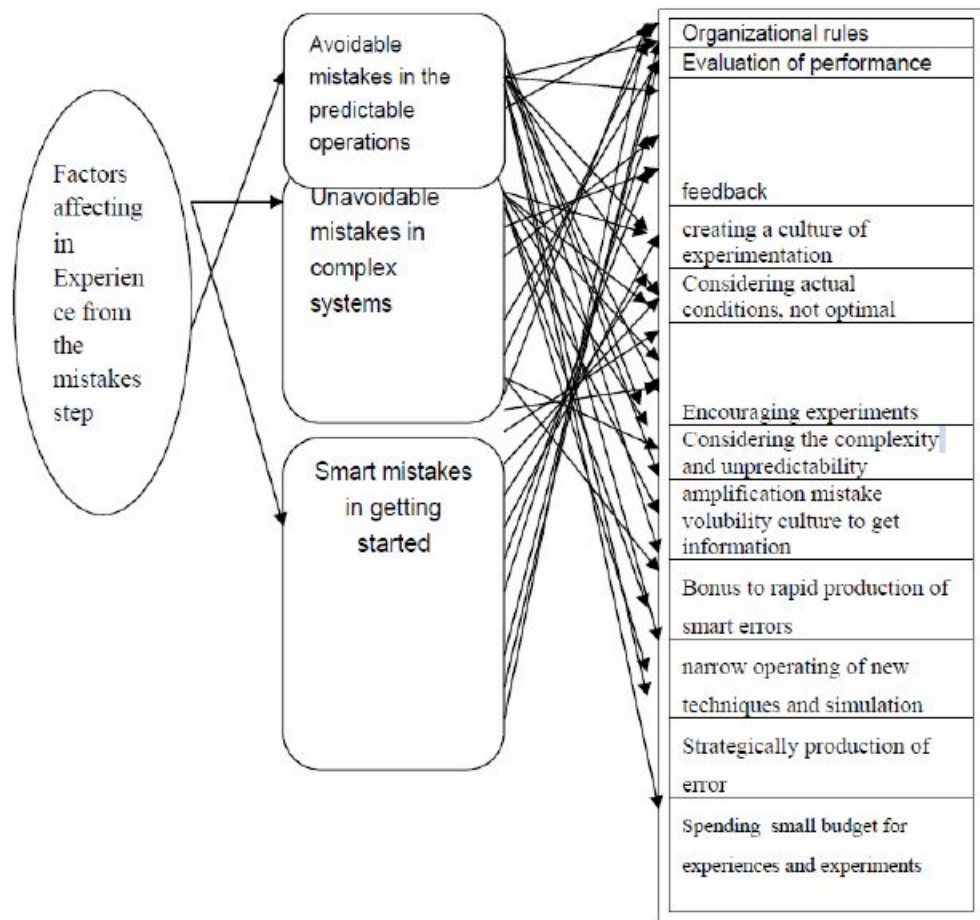 Factors
affecting
in
Experien
ce from
the
mistakes
step
Avoidable
mistakes in the
predictable
operations
Unavoidable
mistakes in
complex
systems
Smart mistakes
in getting
started
Organizational rules
Evaluation of performance
feedback
creating a culture of
experimentation
Considering actual
conditions, not optimal
Encouraging experiments
Considering the complexity
and unpredictability
amplification mistake
volubility culture to get
information
Bonus to rapid production of
smart errors
narrow operating of new
techniques and simulation
Strategically production of
error
Spending small budget for
experiences and experiments